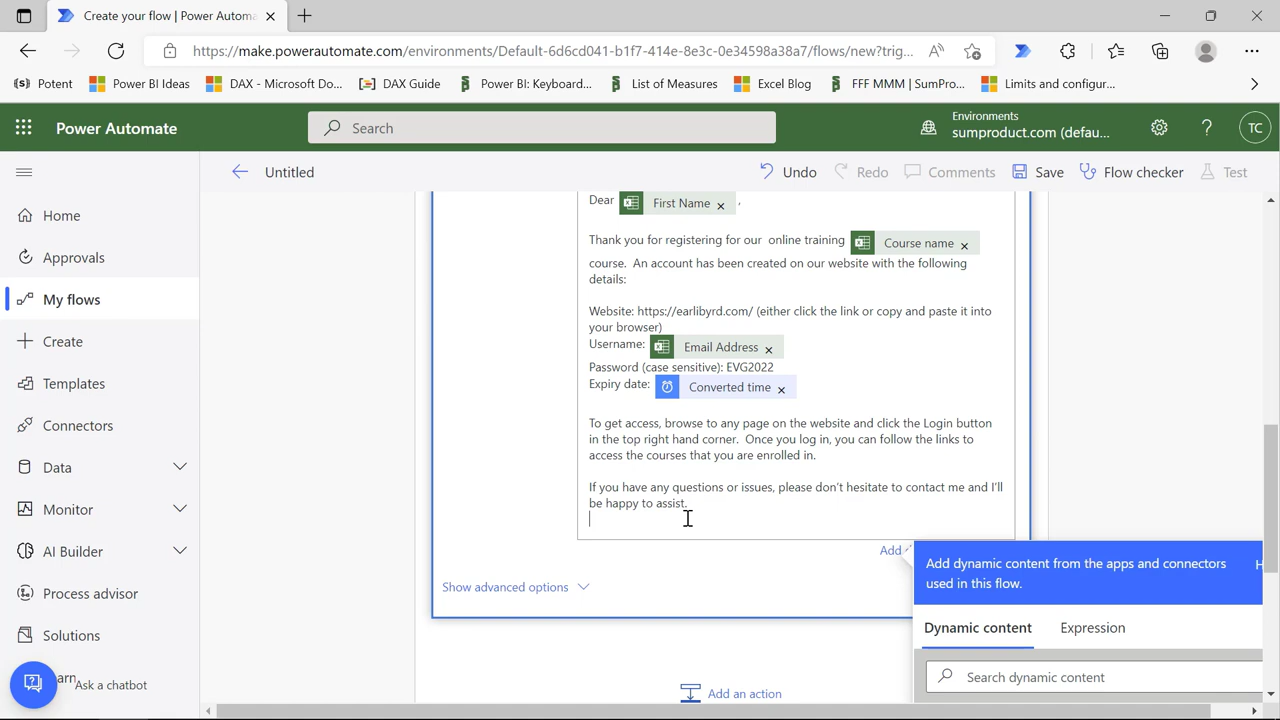 Create your flow | Power Automa
https://make.powerautomate.com/environments/Default-6d6cd041-b1f7-414e-8e3c-0e34598a38a7/flows/new?trig...
Potent
Power BI Ideas
DAX - Microsoft Do...
DAX Guide
Power BI: Keyboard...
List of Measures
Excel Blog
FFF MMM | SumPro...
Limits and configur...
Power Automate
Search
Environments
sumproduct.com (defau...
TC
Untitled
Undo
Redo
Comments
Save
Flow checker
Test
Home
Approvals
My flows
Create
Templates
Connectors
Data
Monitor
AI Builder
Process advisor
Solutions
Ask a chatbot
Dear First Name ,
Thank you for registering for our online training Course name
course. An account has been created on our website with the following
details:
Website: https://earlibyrd.com/ (either click the link or copy and paste it into
your browser)
Username: Email Address
Password (case sensitive): EVG2022
Expiry date: Converted time
To get access, browse to any page on the website and click the Login button
in the top right hand corner. Once you log in, you can follow the links to
access the courses that you are enrolled in.
If you have any questions or issues, please don't hesitate to contact me and I'll
be happy to assist.
Add
Show advanced options
Add dynamic content from the apps and connectors
used in this flow.
Dynamic content
Expression
Search dynamic content
Add an action